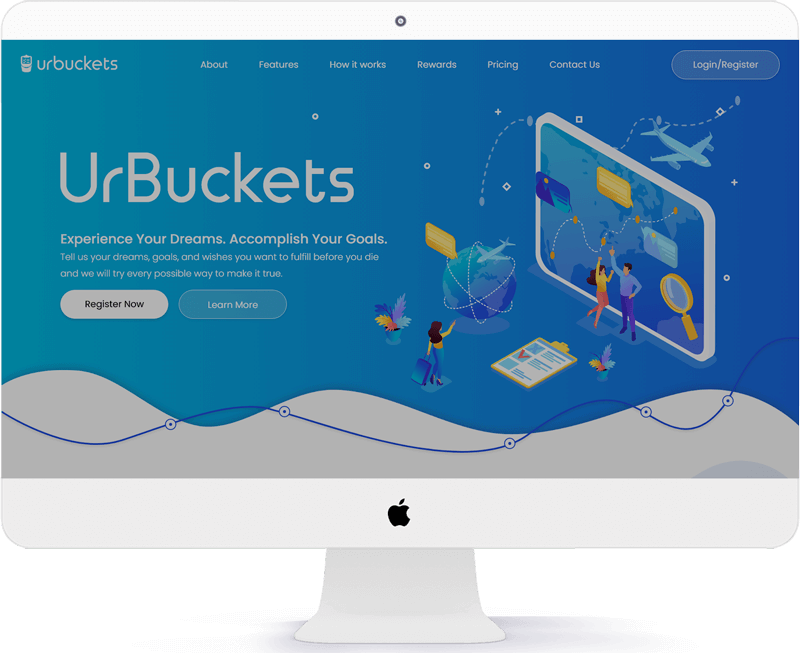 urbuckets
About
Features
How it works
Rewards
Pricing
Contact Us
Login/Register
UrBuckets
Experience Your Dreams. Accomplish Your Goals.
Tell us your dreams, goals, and wishes you want to fulfill before you die
and we will try every possible way to make it true.
Register Now
Learn More